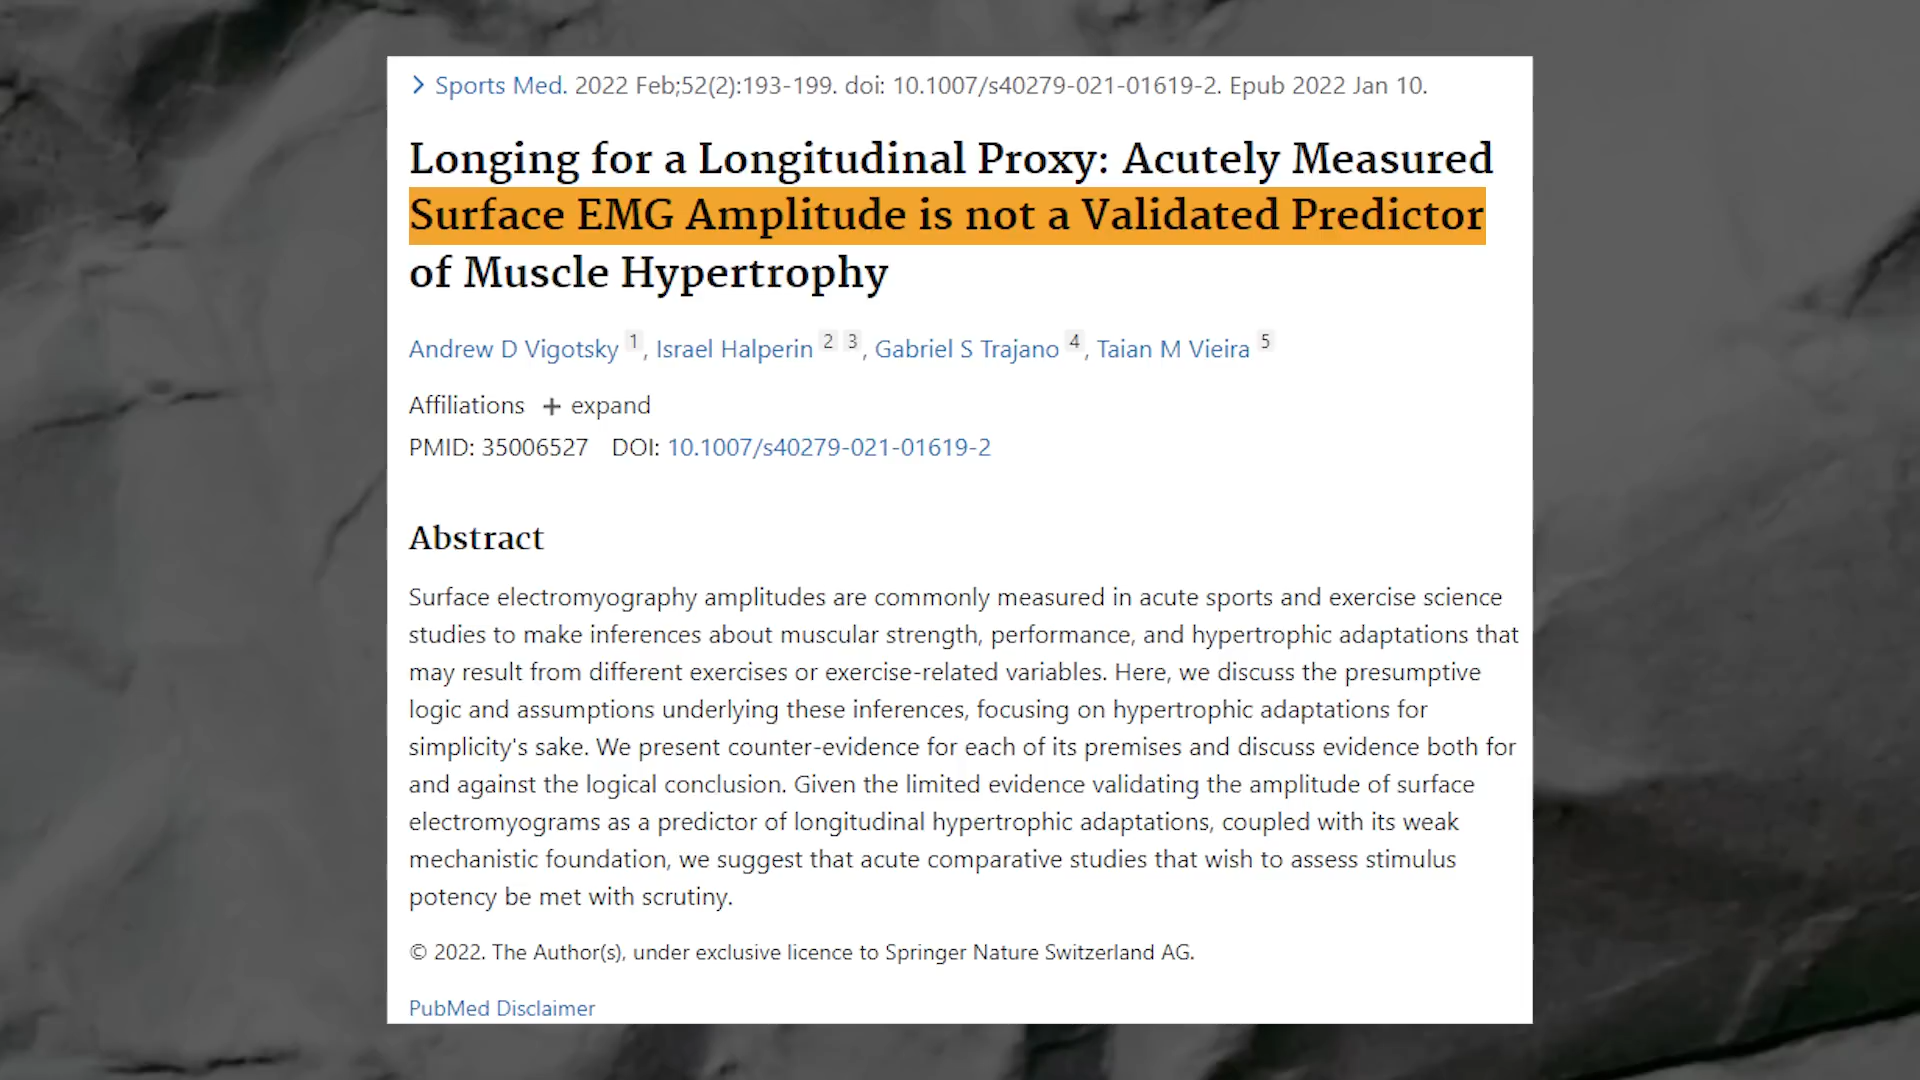 Sports Med. 2022 Feb;52(2):193-199. doi: 10.1007/s40279-021-01619-2. Epub 2022 Jan 10.
Longing for a Longitudinal Proxy: Acutely Measured
Surface EMG Amplitude is not a Validated Predictor
of Muscle Hypertrophy
Andrew D Vigotsky 1, Israel Halperin 2 3, Gabriel S Trajano 4, Taian M Vieira 5
Affiliations + expand
PMID: 35006527 DOI: 10.1007/s40279-021-01619-2
Abstract
Surface electromyography amplitudes are commonly measured in acute sports and exercise science
studies to make inferences about muscular strength, performance, and hypertrophic adaptations that
may result from different exercises or exercise-related variables. Here, we discuss the presumptive
logic and assumptions underlying these inferences, focusing on hypertrophic adaptations for
simplicity's sake. We present counter-evidence for each of its premises and discuss evidence both for
and against the logical conclusion. Given the limited evidence validating the amplitude of surface
electromyograms as a predictor of longitudinal hypertrophic adaptations, coupled with its weak
mechanistic foundation, we suggest that acute comparative studies that wish to assess stimulus
potency be met with scrutiny.
© 2022. The Author(s), under exclusive licence to Springer Nature Switzerland AG.
PubMed Disclaimer